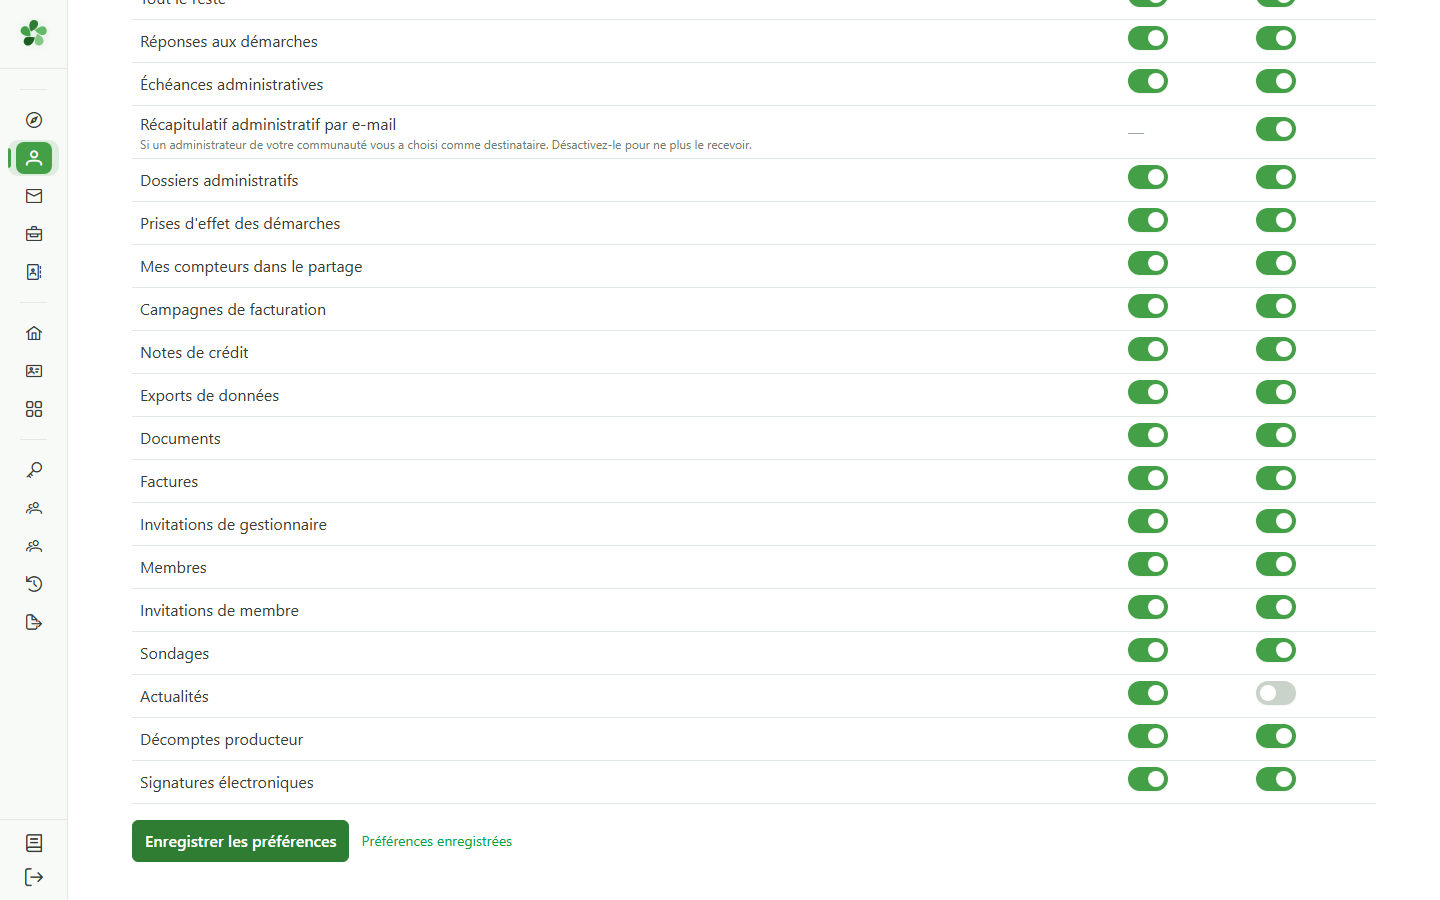 Tout le reste
Réponses aux démarches
Échéances administratives
Récapitulatif administratif par e-mail
—
Si un administrateur de votre communauté vous a choisi comme destinataire. Désactivez-le pour ne plus le recevoir.
Dossiers administratifs
Prises d'effet des démarches
Mes compteurs dans le partage
Campagnes de facturation
Notes de crédit
Exports de données
Documents
Factures
Invitations de gestionnaire
Membres
Invitations de membre
Sondages
Actualités
Décomptes producteur
Signatures électroniques
Enregistrer les préférences
Préférences enregistrées